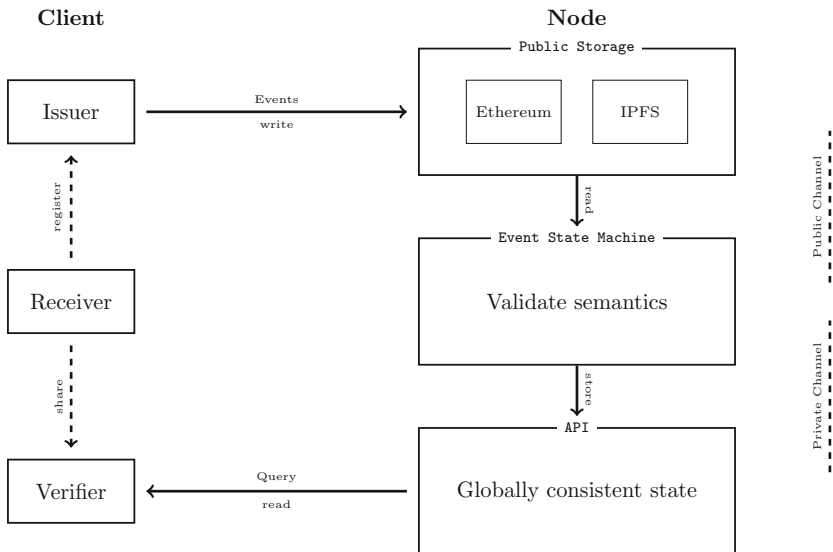 Client
Node
Public Storage
Issuer
Events
write
Ethereum
IPFS
register
read
Public Channel
Event State Machine
Receiver
Validate semantics
share
store
Private Channel
API
Verifier
Query
read
Globally consistent state